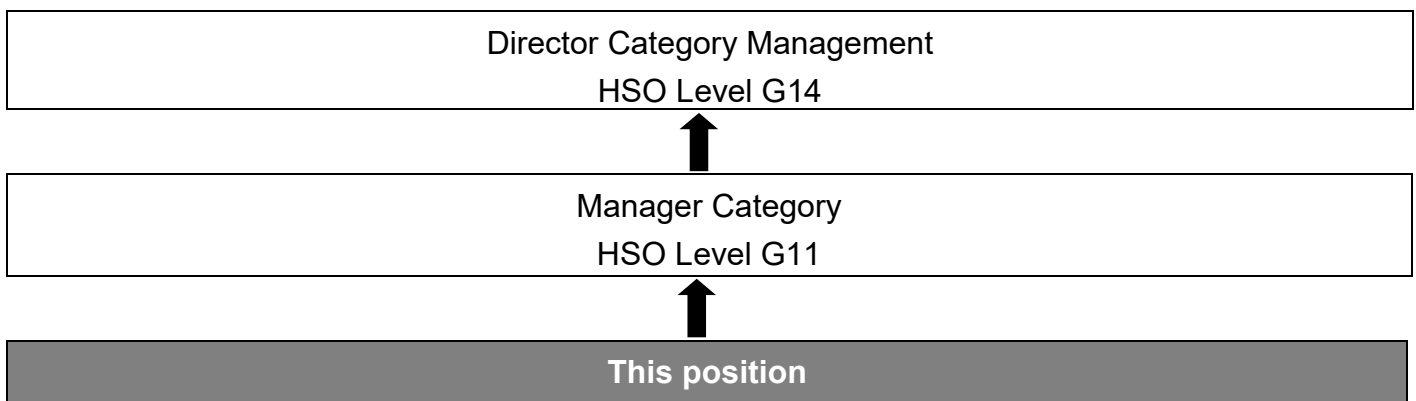 Director Category Management
HSO Level G14
Manager Category
HSO Level G11
This position